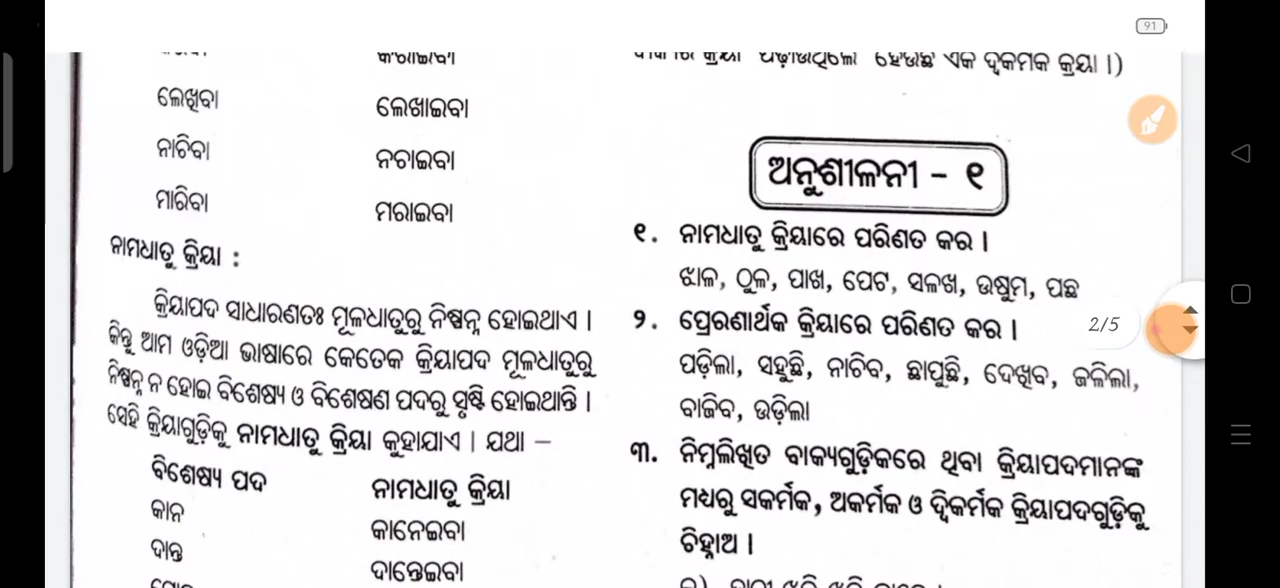 91
ଲେଖିବା ଲେଖାଇବା
ନାଚିବା ନଚାଇବା
ମାରିବା ମରାଇବା
ନାମଧାତୁ କ୍ରିୟା :
କ୍ରିୟାପଦ ସାଧାରଣତଃ ମୂଳଧାତୁରୁ ନିଷ୍ପନ୍ନ ହୋଇଥାଏ ।
କିନ୍ତୁ ଆମ ଓଡ଼ିଆ ଭାଷାରେ କେତେକ କ୍ରିୟାପଦ ମୂଳଧାତୁରୁ
ନିଷ୍ପନ୍ନ ନ ହୋଇ ବିଶେଷ୍ୟ ଓ ବିଶେଷଣ ପଦରୁ ସୃଷ୍ଟି ହୋଇଥାନ୍ତି ।
ସେହି କ୍ରିୟାଗୁଡ଼ିକୁ ନାମଧାତୁ କ୍ରିୟା କୁହାଯାଏ । ଯଥା –
ବିଶେଷ୍ୟ ପଦ ନାମଧାତୁ କ୍ରିୟା
କାନ କାନେଇବା
ଦାନ୍ତ ଦାନ୍ତେଇବା
ହେଉଛି ଏକ ଦ୍ୱିକର୍ମକ କ୍ରିୟା ।)
ଅନୁଶୀଳନୀ – ୧
୧. ନାମଧାତୁ କ୍ରିୟାରେ ପରିଣତ କର ।
ଝାଳ, ଠୁଳ, ପାଖ, ପେଟ, ସଳଖ, ଉଷୁମ, ପଛ
୨. ପ୍ରେରଣାର୍ଥକ କ୍ରିୟାରେ ପରିଣତ କର ।
ପଡ଼ିଲା, ସହୁଛି, ନାଚିବ, ଛାପୁଛି, ଦେଖିବ, ଜଳିଲା,
ବାଜିବ, ଉଡ଼ିଲା
୩. ନିମ୍ନଲିଖିତ ବାକ୍ୟଗୁଡ଼ିକରେ ଥିବା କ୍ରିୟାପଦମାନଙ୍କ
ମଧ୍ୟରୁ ସକର୍ମକ, ଅକର୍ମକ ଓ ଦ୍ୱିକର୍ମକ କ୍ରିୟାପଦଗୁଡ଼ିକୁ
ଚିହ୍ନାଅ ।
2/5